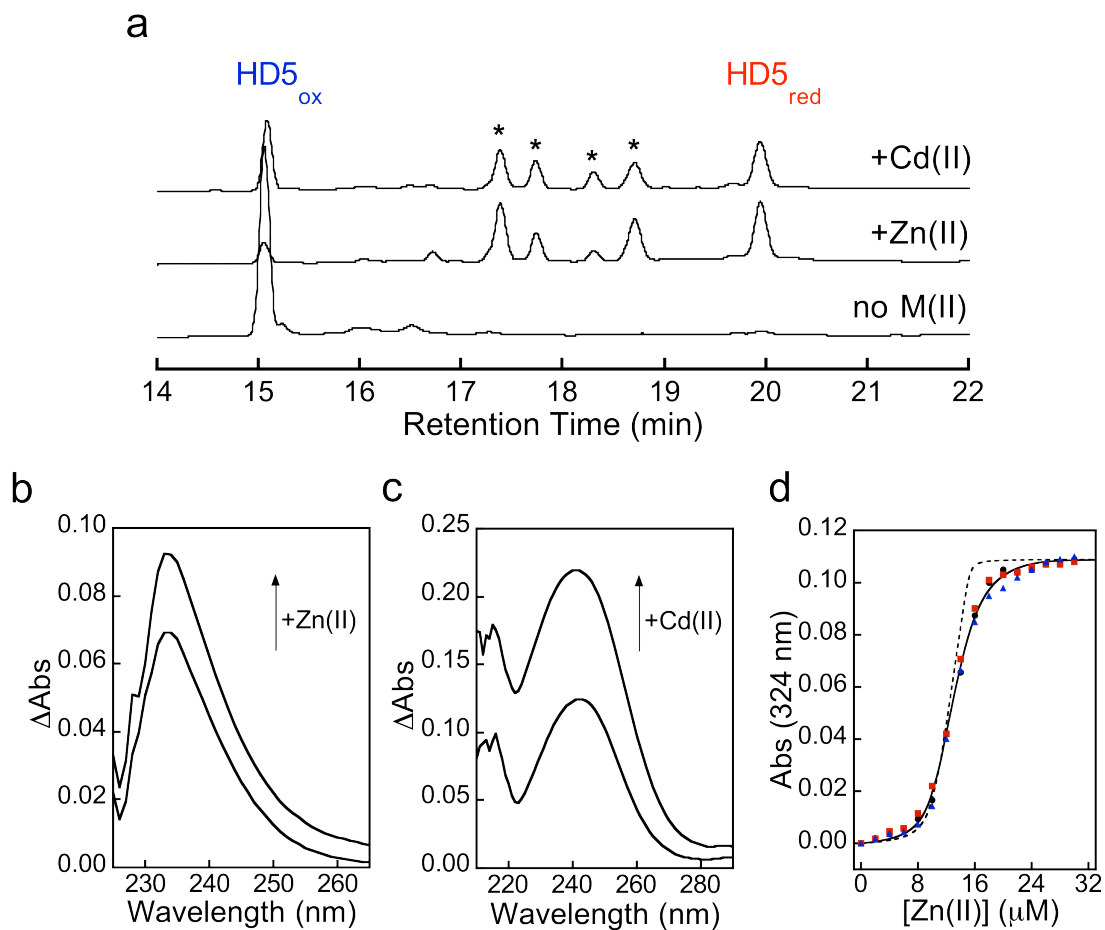 a
HD5ox
HD5red
* * * *
+Cd(II)
+Zn(II)
no M(II)
14 15 16 17 18 19 20 21 22
Retention Time (min)
b
0.10
0.08
0.06
0.04
0.02
0.00
ΔAbs
+Zn(II)
230 240 250 260
Wavelength (nm)
c
0.25
0.20
0.15
0.10
0.05
0.00
ΔAbs
+Cd(II)
220 240 260 280
Wavelength (nm)
d
0.12
0.10
0.08
0.06
0.04
0.02
0.00
Abs (324 nm)
0 8 16 24 32
[Zn(II)] (μM)